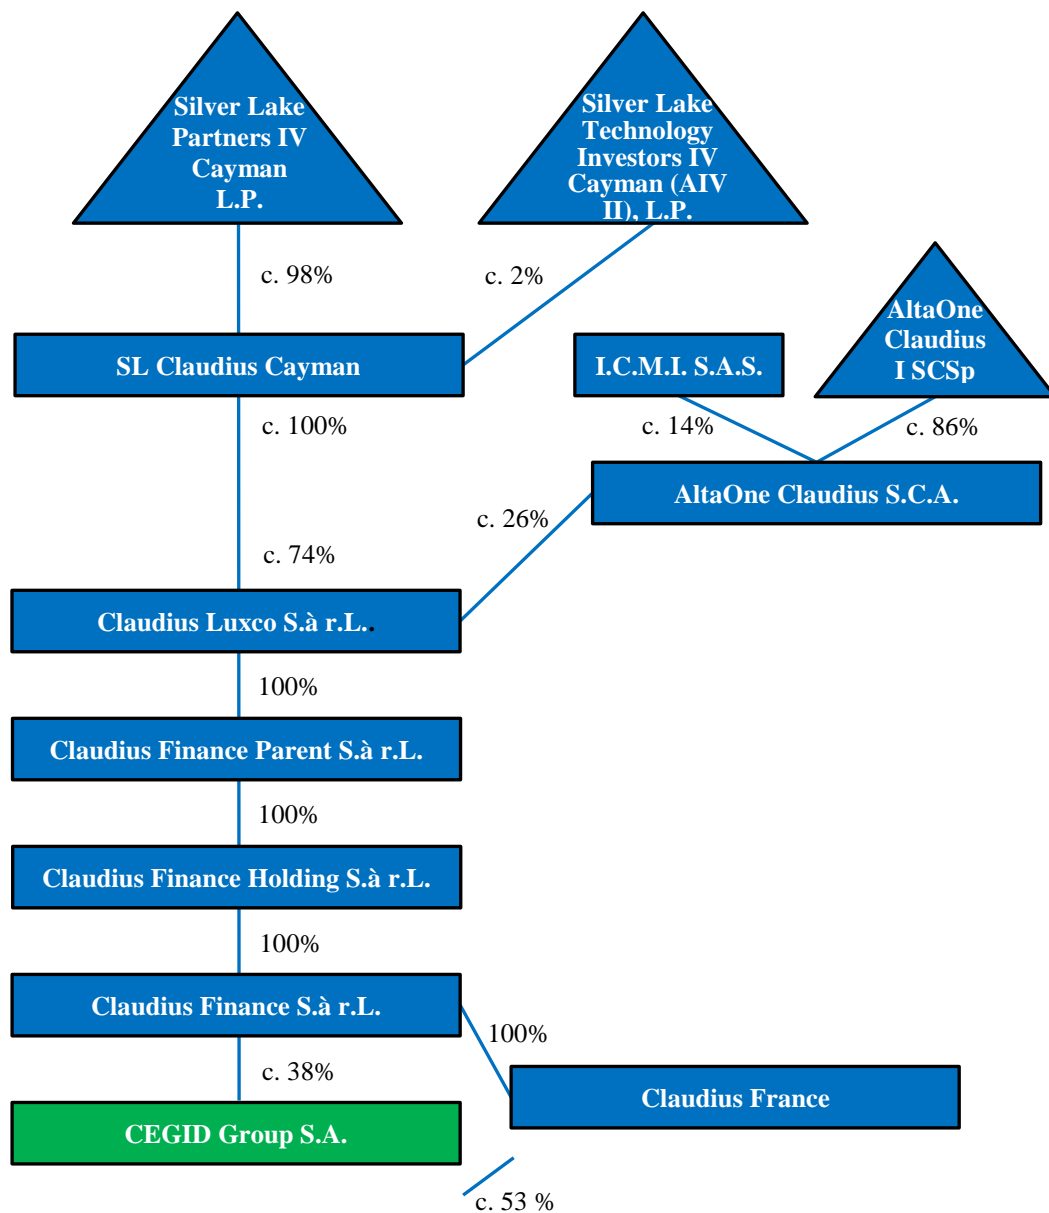 Silver Lake
Partners IV
Cayman
L.P.
Silver Lake
Technology
Investors IV
Cayman (AIV
II), L.P.
c. 98%
c. 2%
AltaOne
Claudius
I SCSp
SL Claudius Cayman
I.C.M.I. S.A.S.
c. 100%
c. 14%
c. 86%
AltaOne Claudius S.C.A.
c. 26%
c. 74%
Claudius Luxco S.à r.L..
100%
Claudius Finance Parent S.à r.L.
100%
Claudius Finance Holding S.à r.L.
100%
Claudius Finance S.à r.L.
100%
c. 38%
Claudius France
CEGID Group S.A.
c. 53 %